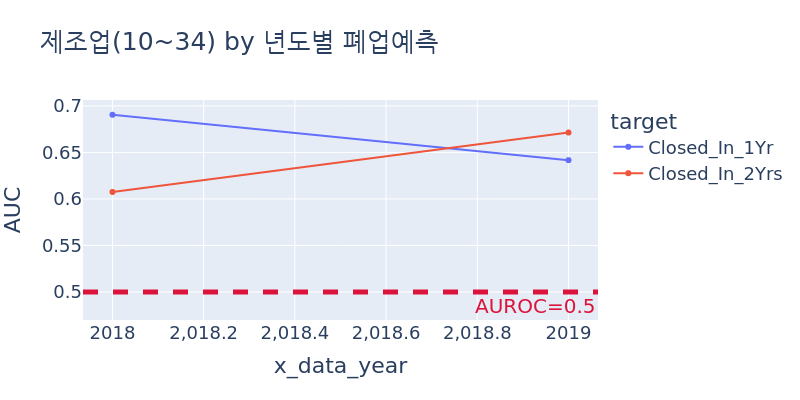 제조업(10~34) by 년도별 폐업예측
target
Closed_In_1Yr
Closed_In_2Yrs
AUC
0.7
0.65
0.6
0.55
0.5
AUROC=0.5
2018
2,018.2
2,018.4
2,018.6
2,018.8
2019
x_data_year